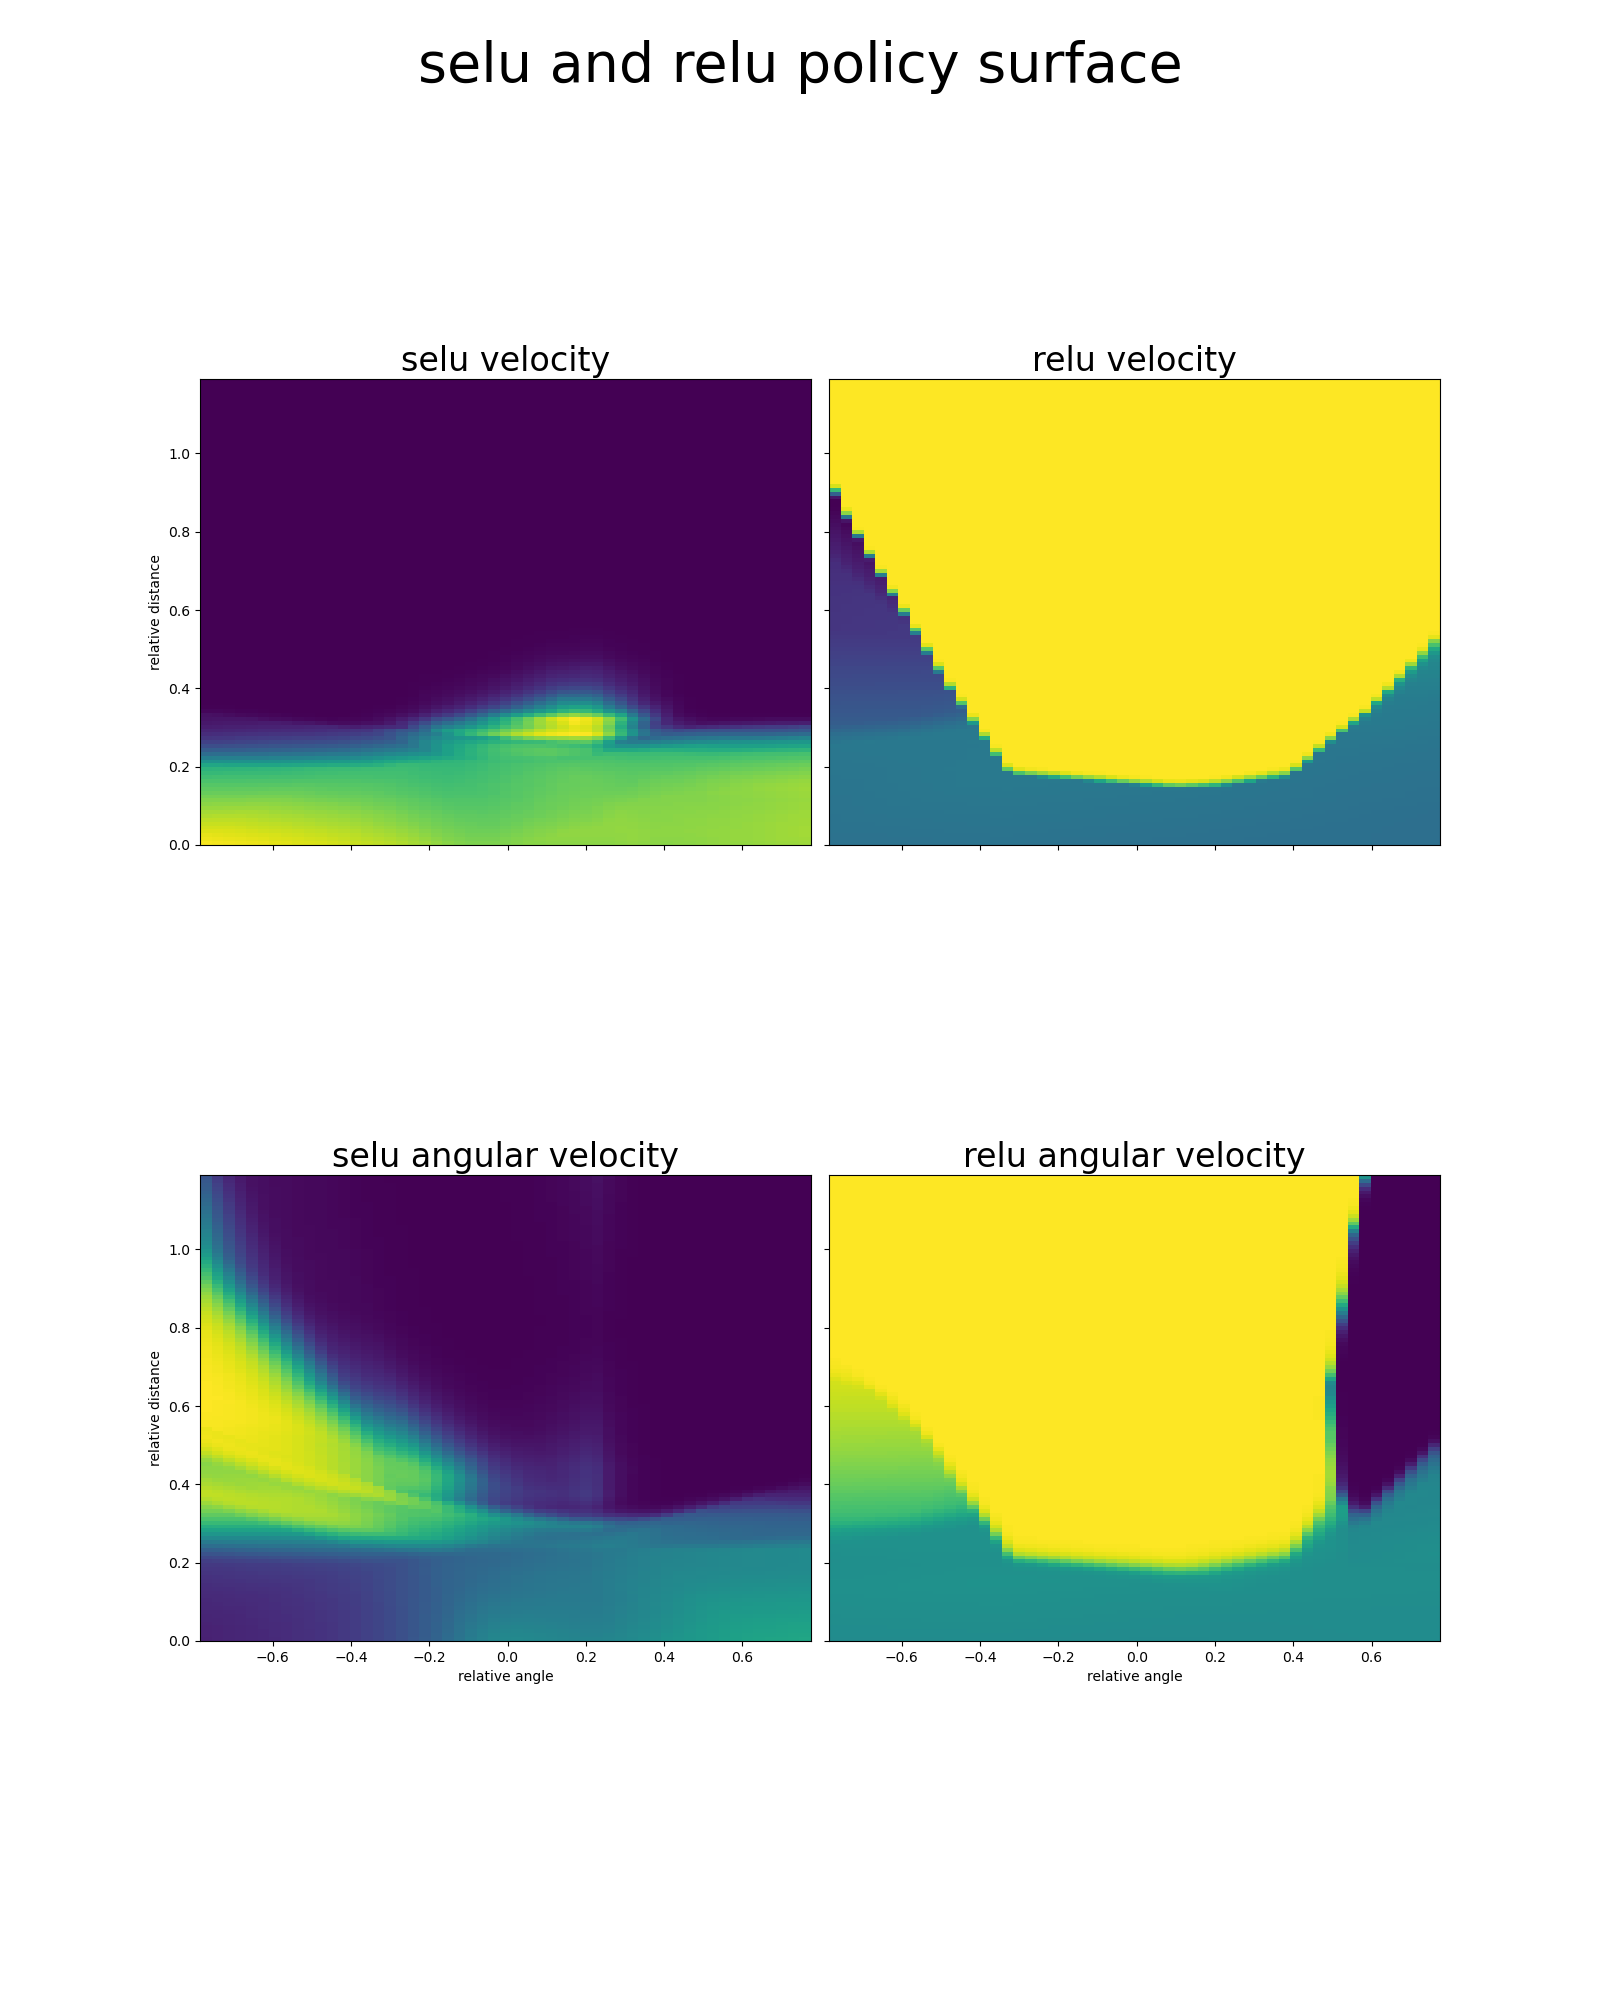 selu and relu policy surface
selu velocity
relu velocity
relative distance
1.0
0.8
0.6
0.4
0.2
0.0
selu angular velocity
relu angular velocity
relative distance
1.0
0.8
0.6
0.4
0.2
0.0
−0.6 −0.4 −0.2 0.0 0.2 0.4 0.6
relative angle
−0.6 −0.4 −0.2 0.0 0.2 0.4 0.6
relative angle